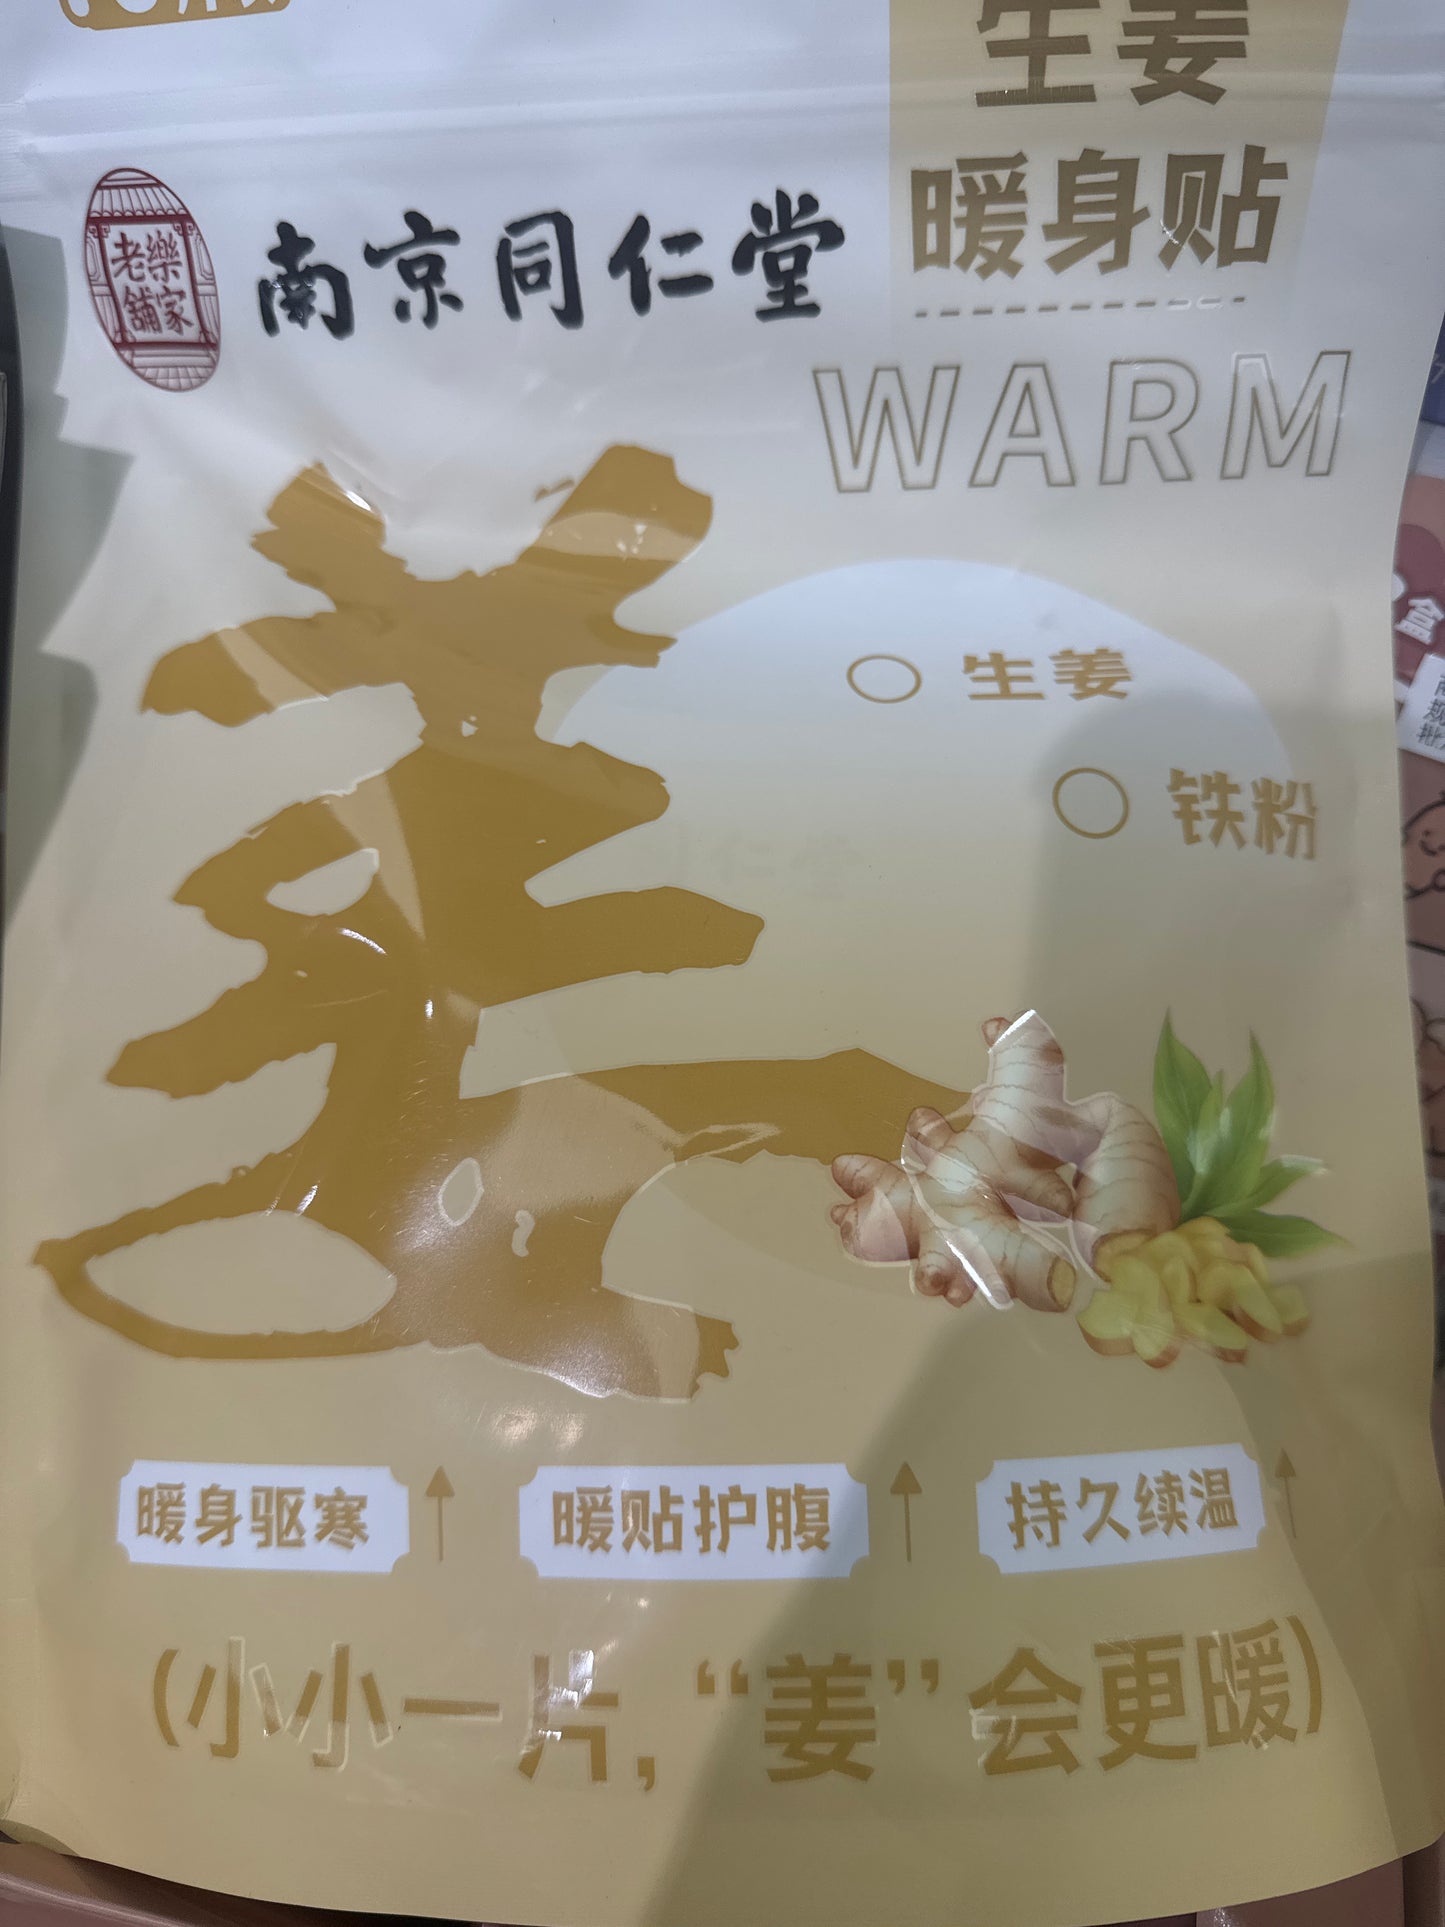 生姜
暖身贴
老樂
舖家
南京同仁堂
WARM
姜
生姜
铁粉
盒
暖身驱寒
暖贴护腹
持久续温
(小小一片，“姜”会更暖)